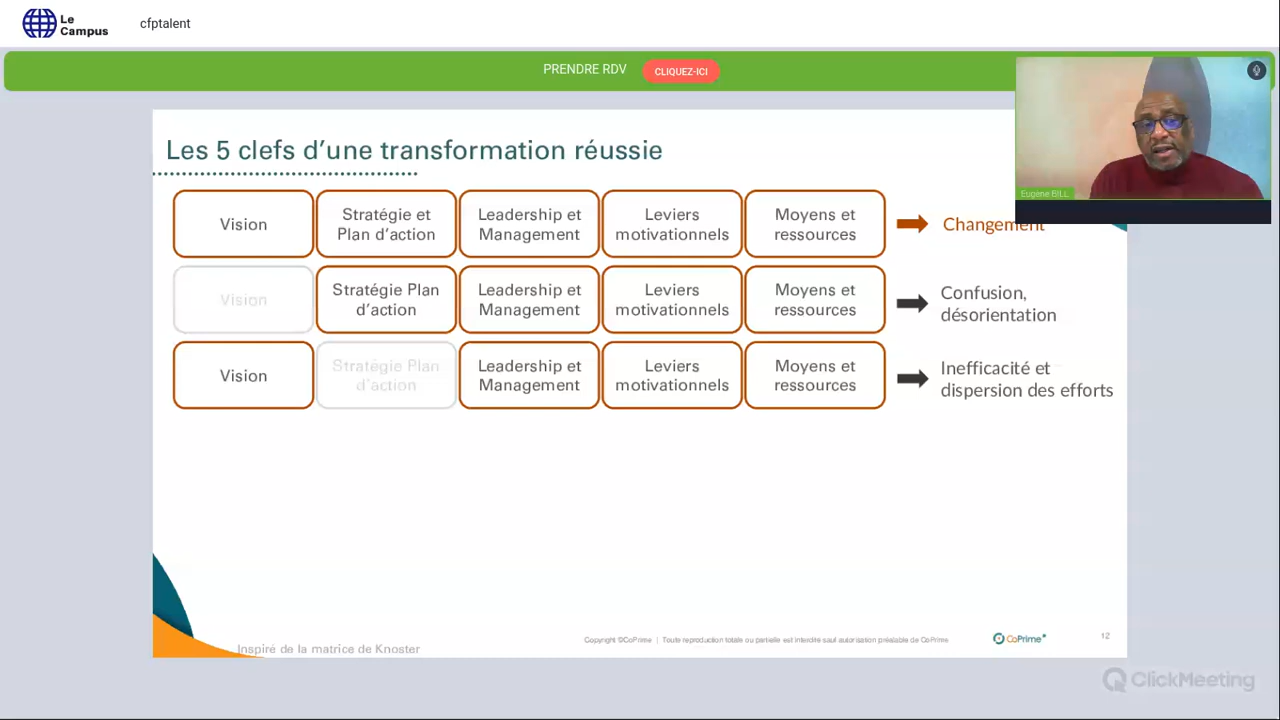 Le
Campus
cfptalent
PRENDRE RDV
CLIQUEZ-ICI
Eugene BILL
Les 5 clefs d'une transformation réussie
Vision
Stratégie et
Plan d'action
Leadership et
Management
Leviers
motivationnels
Moyens et
ressources
Changement
Vision
Stratégie Plan
d'action
Leadership et
Management
Leviers
motivationnels
Moyens et
ressources
Confusion,
désorientation
Vision
Stratégie Plan
d'action
Leadership et
Management
Leviers
motivationnels
Moyens et
ressources
Inefficacité et
dispersion des efforts
Inspiré de la matrice de Knoster
Copyright ©CoPrime | Toute reproduction totale ou partielle est interdite sauf autorisation préalable de CoPrime
CoPrime
12
ClickMeeting